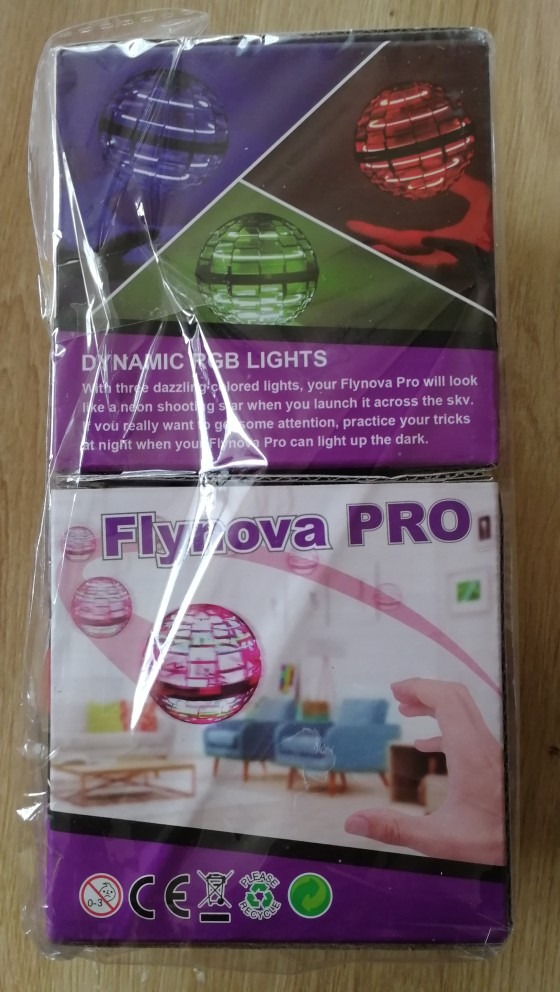 DYNAMIC RGB LIGHTS
With three dazzling colored lights, your Flynova Pro will look
like a neon shooting star when you launch it across the sky.
If you really want to get some attention, practice your tricks
at night when your Flynova Pro can light up the dark.
Flynova PRO
0-3
CE
PLEASE
RECYCLE